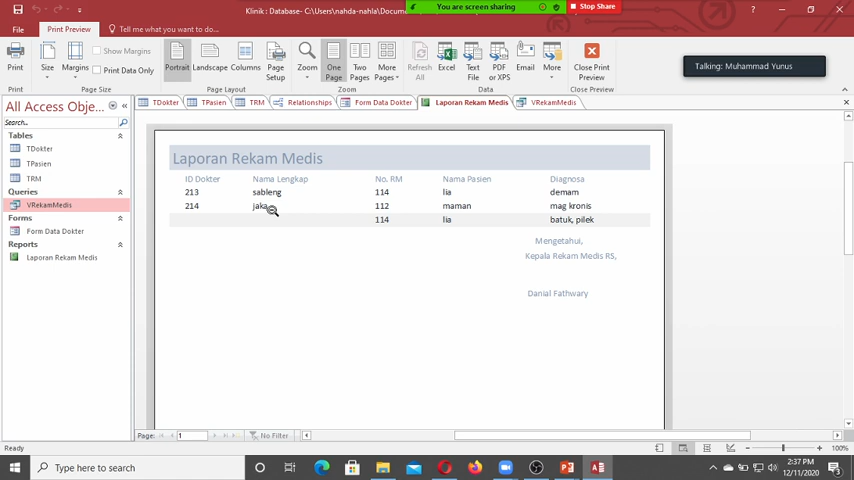 Klinik : Database- C:\Users\nahda-nahla\Docume
You are screen sharing
Stop Share
?
File
Print Preview
Tell me what you want to do...
Print
Size
Margins
Show Margins
Print Data Only
Portrait
Landscape
Columns
Page Setup
Zoom
One Page
Two Pages
More Pages
Refresh All
Excel
Text File
PDF or XPS
Email
More
Close Print Preview
Print
Page Size
Page Layout
Zoom
Data
Close Preview
Talking: Muhammad Yunus
All Access Obje...
Search..
Tables
TDokter
TPasien
TRM
Queries
VRekamMedis
Forms
Form Data Dokter
Reports
Laporan Rekam Medis
TDokter
TPasien
TRM
Relationships
Form Data Dokter
Laporan Rekam Medis
VRekamMedis
Laporan Rekam Medis
ID Dokter Nama Lengkap No. RM Nama Pasien Diagnosa
213 sableng 114 lia demam
214 jaka 112 maman mag kronis
114 lia batuk, pilek
Mengetahui,
Kepala Rekam Medis RS,
Danial Fathwary
Page: 1 No Filter
Ready
100%
Type here to search
2:37 PM
12/11/2020
3